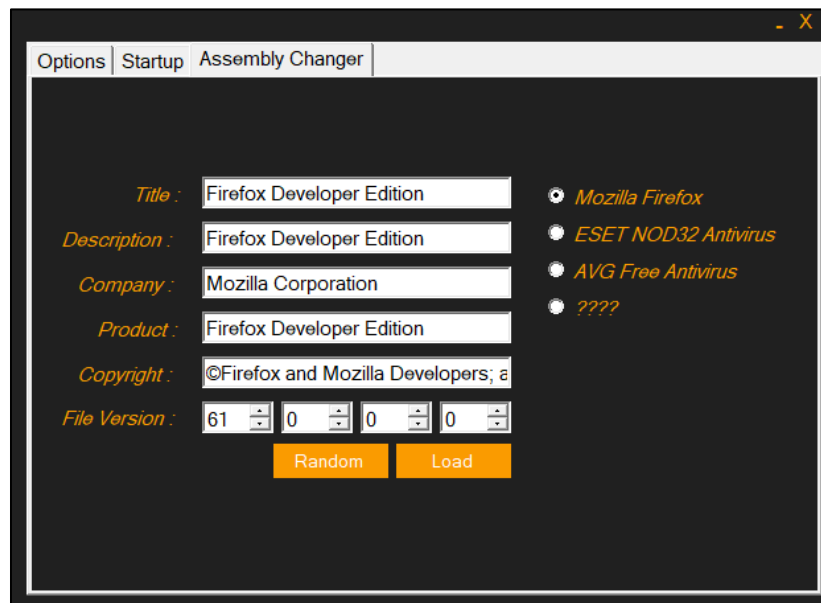 - X
Options Startup Assembly Changer
Title : Firefox Developer Edition Mozilla Firefox
Description : Firefox Developer Edition ESET NOD32 Antivirus
Company : Mozilla Corporation AVG Free Antivirus
Product : Firefox Developer Edition ????
Copyright : ©Firefox and Mozilla Developers; a
File Version : 61 0 0 0
Random Load